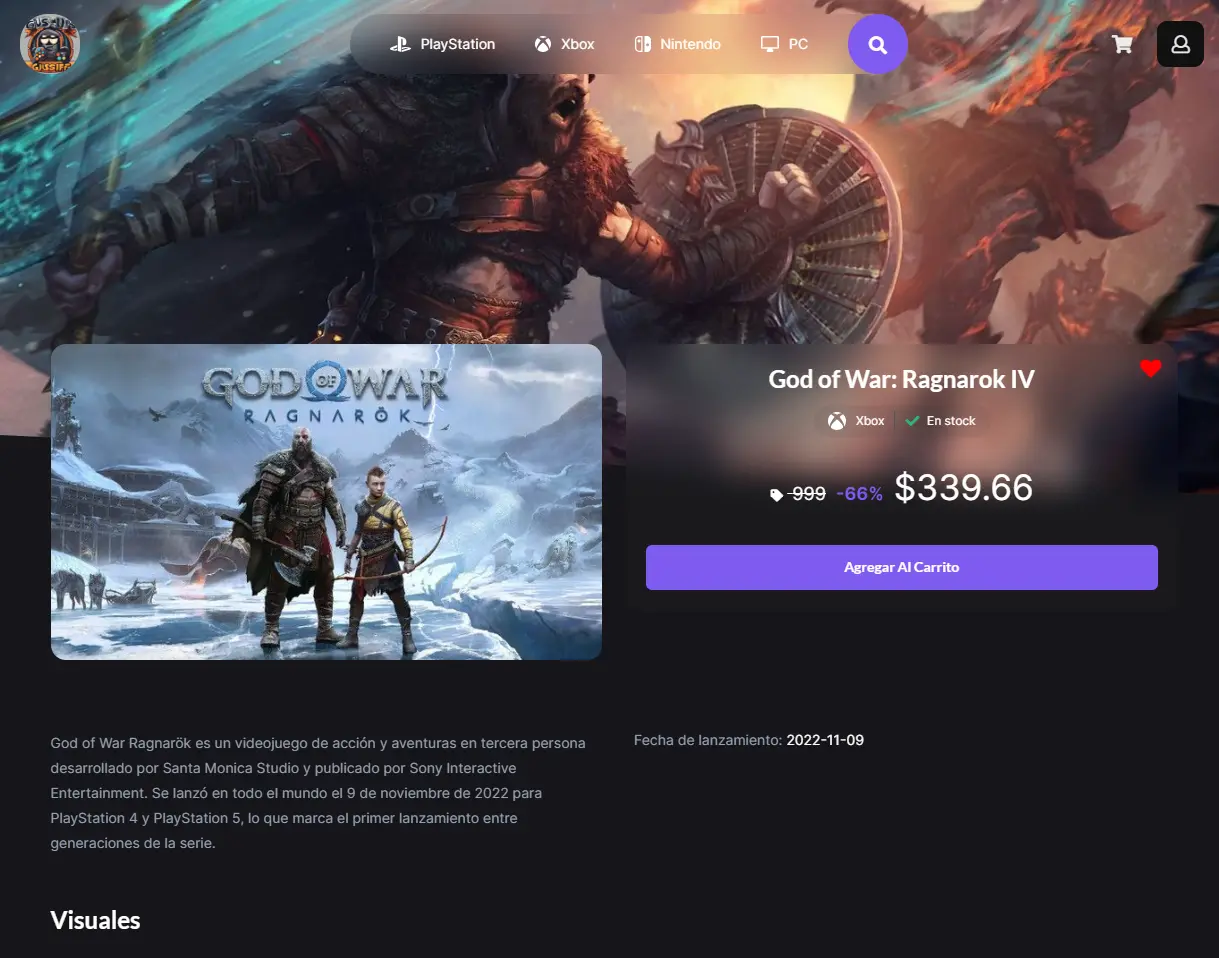 PlayStation
Xbox
Nintendo
PC
GOD OF WAR
RAGNARÖK
God of War: Ragnarok IV
Xbox
En stock
999 -66% $339.66
Agregar Al Carrito
God of War Ragnarök es un videojuego de acción y aventuras en tercera persona
desarrollado por Santa Monica Studio y publicado por Sony Interactive
Entertainment. Se lanzó en todo el mundo el 9 de noviembre de 2022 para
PlayStation 4 y PlayStation 5, lo que marca el primer lanzamiento entre
generaciones de la serie.
Fecha de lanzamiento: 2022-11-09
Visuales